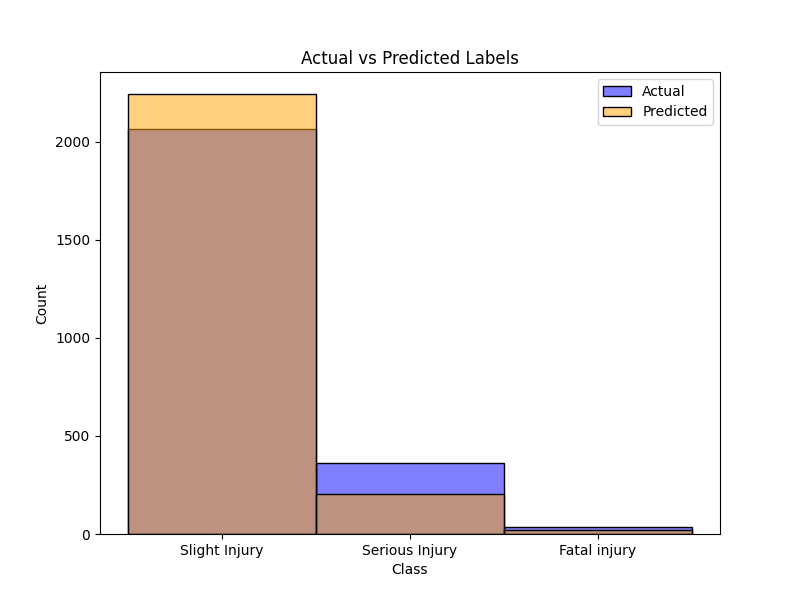 Actual vs Predicted Labels
Actual
Predicted
2000
1500
1000
500
0
Count
Slight Injury
Serious Injury
Fatal injury
Class